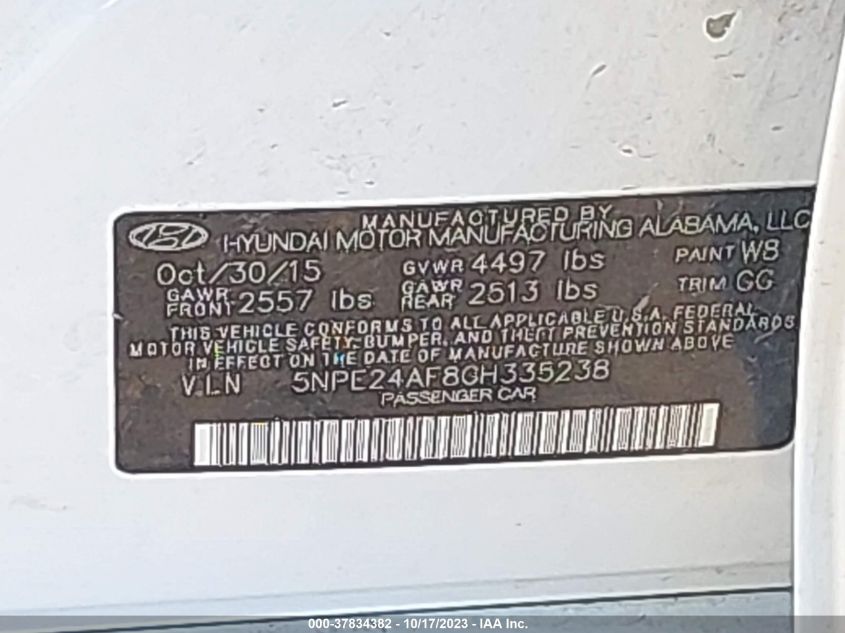 MANUFACTURED BY
HYUNDAI MOTOR MANUFACTURING ALABAMA, LLC
Oct/30/15 GVWR 4497 lbs PAINT W8
GAWR FRONT 2557 lbs GAWR REAR 2513 lbs TRIM GG
THIS VEHICLE CONFORMS TO ALL APPLICABLE U.S.A. FEDERAL
MOTOR VEHICLE SAFETY, BUMPER, AND THEFT PREVENTION STANDARDS
IN EFFECT ON THE DATE OF MANUFACTURE SHOWN ABOVE
V.I.N 5NPE24AF8GH335238
PASSENGER CAR
000-37834382 - 10/17/2023 - IAA Inc.